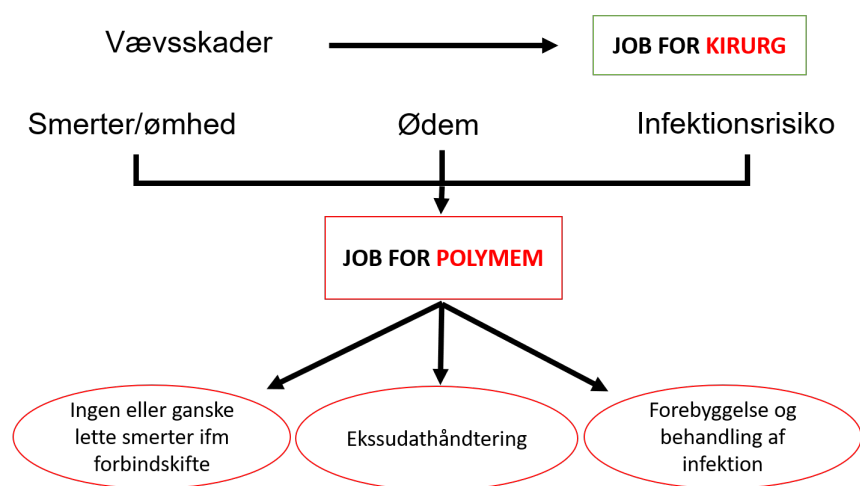 Vævsskader
JOB FOR KIRURG
Smerter/ømhed
Ødem
Infektionsrisiko
JOB FOR POLYMEM
Ingen eller ganske
lette smerter ifm
forbindskifte
Ekssudathåndtering
Forebyggelse og
behandling af
infektion